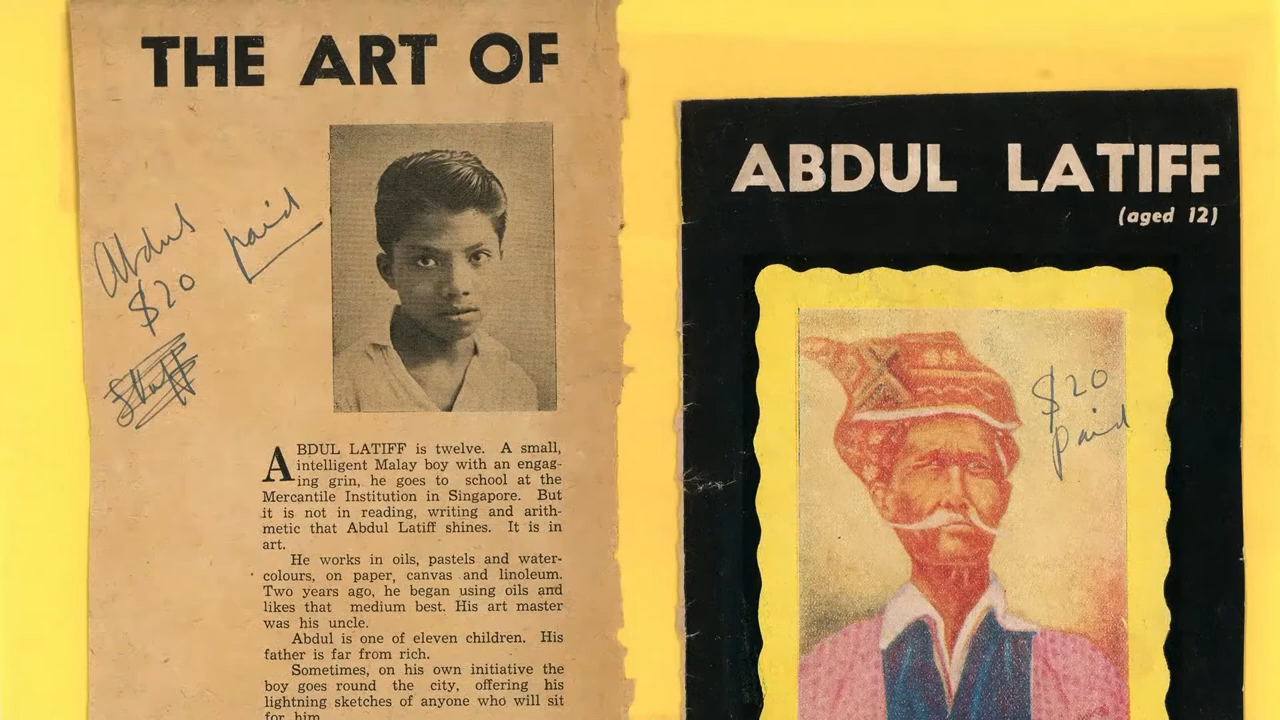 THE ART OF
Abdul
$20
paid
ABDUL LATIFF is twelve. A small,
intelligent Malay boy with an engag-
ing grin, he goes to school at the
Mercantile Institution in Singapore. But
it is not in reading, writing and arith-
metic that Abdul Latiff shines. It is in
art.
He works in oils, pastels and water-
colours, on paper, canvas and linoleum.
Two years ago, he began using oils and
likes that medium best. His art master
was his uncle.
Abdul is one of eleven children. His
father is far from rich.
Sometimes, on his own initiative the
boy goes round the city, offering his
lightning sketches of anyone who will sit
for him
ABDUL LATIFF
(aged 12)
$20
paid